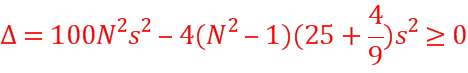 Δ = 100N²s² – 4(N² – 1)(25 + 4/9)s² ≥ 0